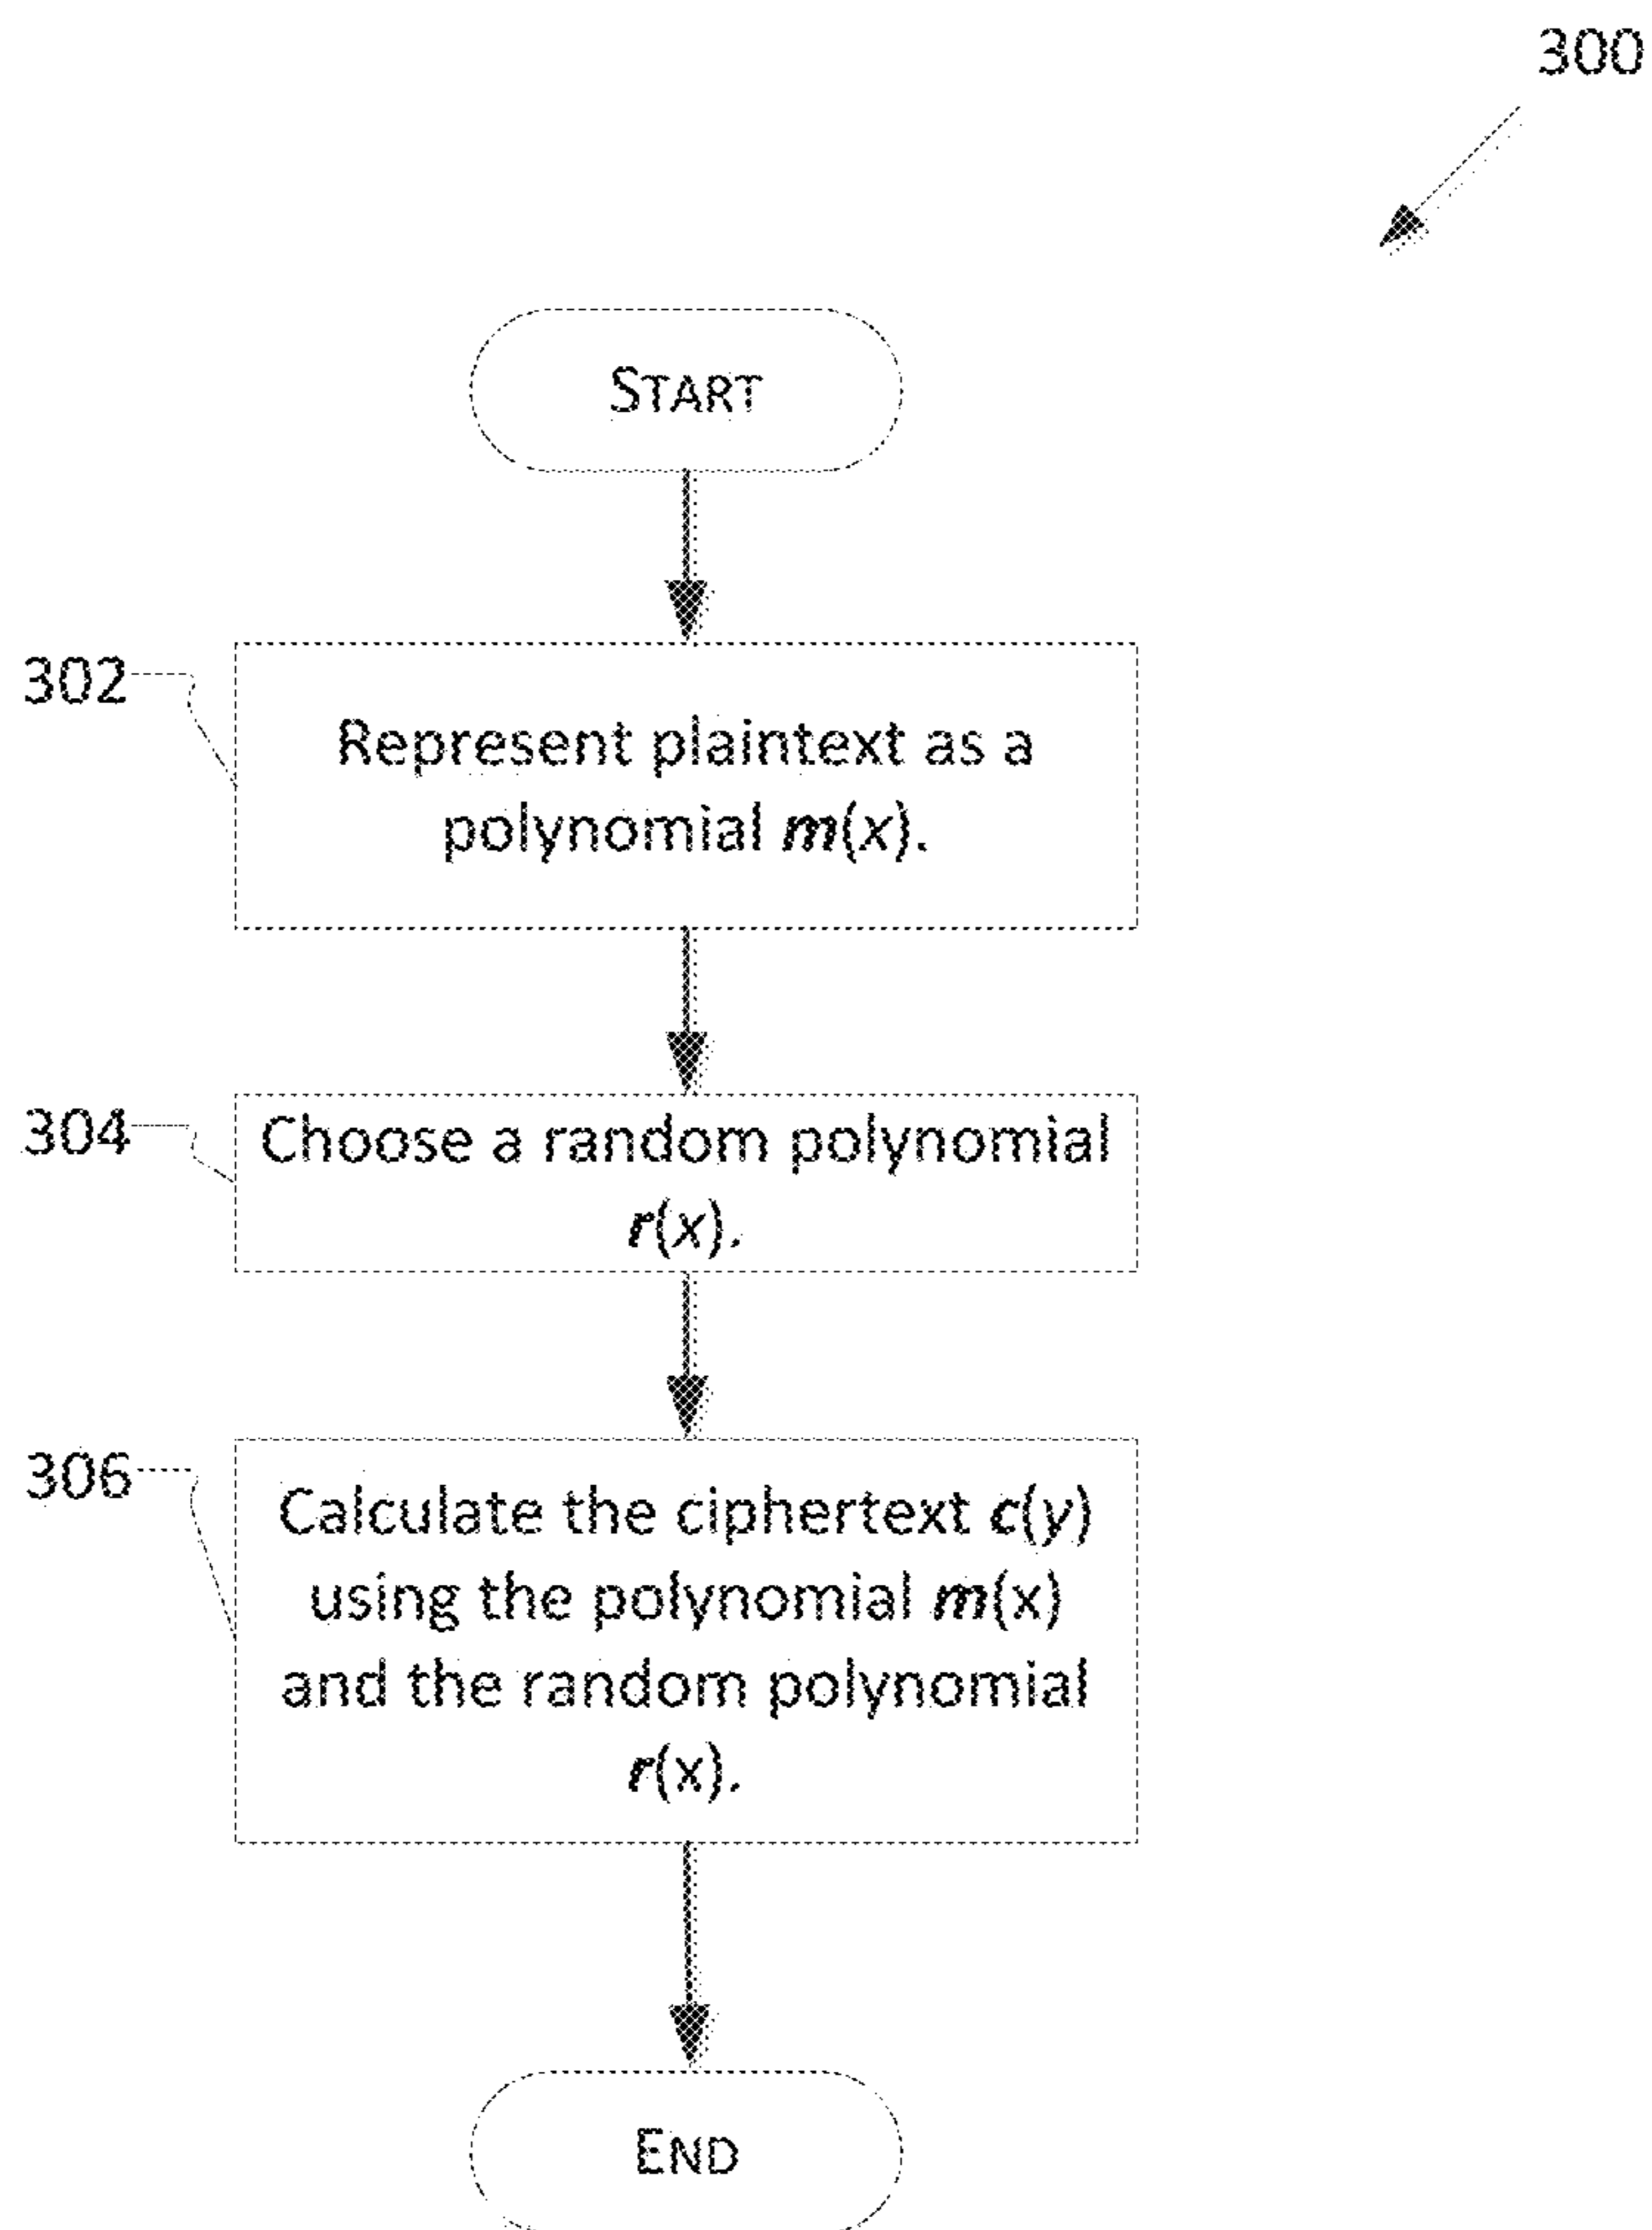 300
START
302
Represent plaintext as a
polynomial m(x).
304
Choose a random polynomial
r(x).
306
Calculate the ciphertext c(y)
using the polynomial m(x)
and the random polynomial
r(x).
END